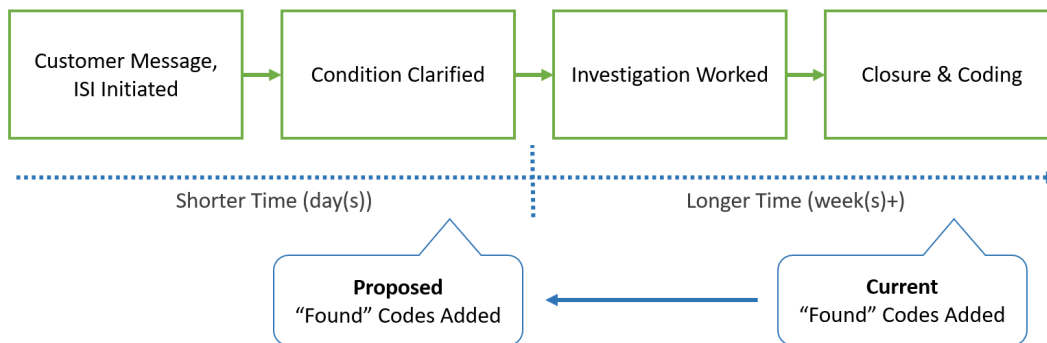 Customer Message,
ISI Initiated
Condition Clarified
Investigation Worked
Closure & Coding
Shorter Time (day(s))
Longer Time (week(s)+)
Proposed
“Found” Codes Added
Current
“Found” Codes Added